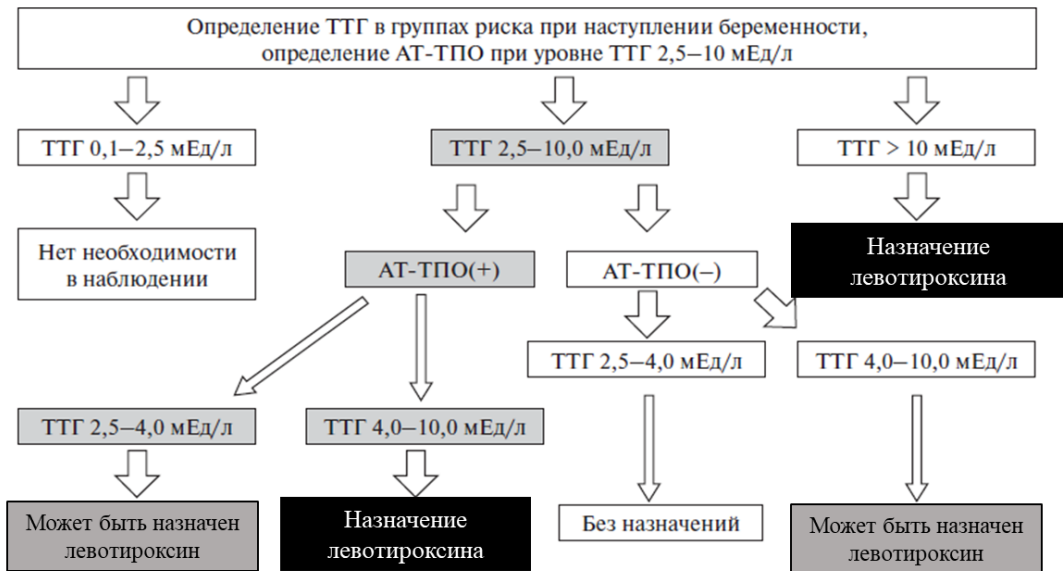 Определение ТТГ в группах риска при наступлении беременности,
определение АТ-ТПО при уровне ТТГ 2,5–10 мЕд/л
ТТГ 0,1–2,5 мЕд/л
ТТГ 2,5–10,0 мЕд/л
ТТГ > 10 мЕд/л
Нет необходимости
в наблюдении
АТ-ТПО(+)
АТ-ТПО(–)
Назначение
левотироксина
ТТГ 2,5–4,0 мЕд/л
ТТГ 4,0–10,0 мЕд/л
ТТГ 2,5–4,0 мЕд/л
ТТГ 4,0–10,0 мЕд/л
Может быть назначен
левотироксин
Назначение
левотироксина
Без назначений
Может быть назначен
левотироксин